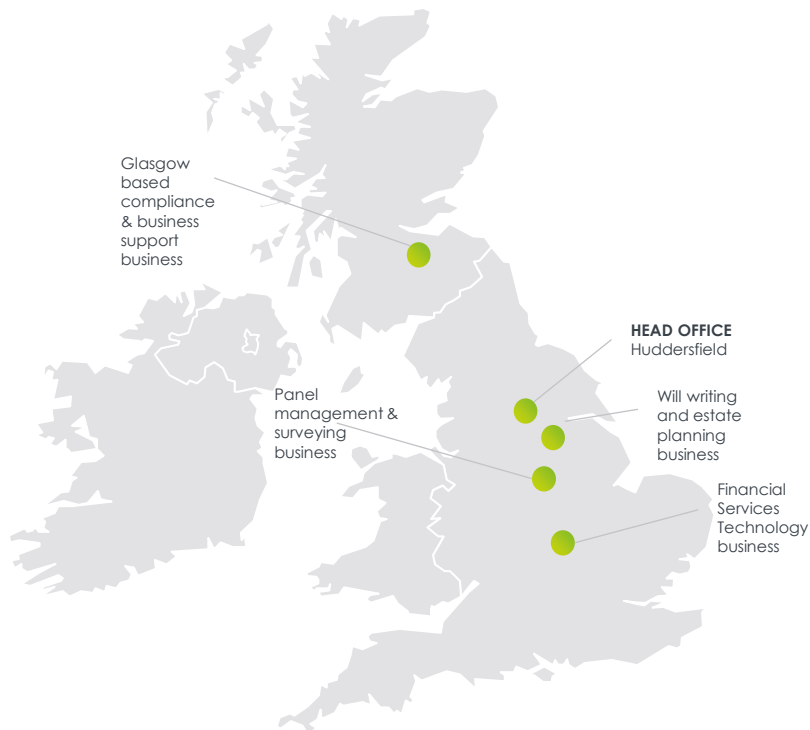 Glasgow
based
compliance
& business
support
business
HEAD OFFICE
Huddersfield
Panel
management &
surveying
business
Will writing
and estate
planning
business
Financial
Services
Technology
business